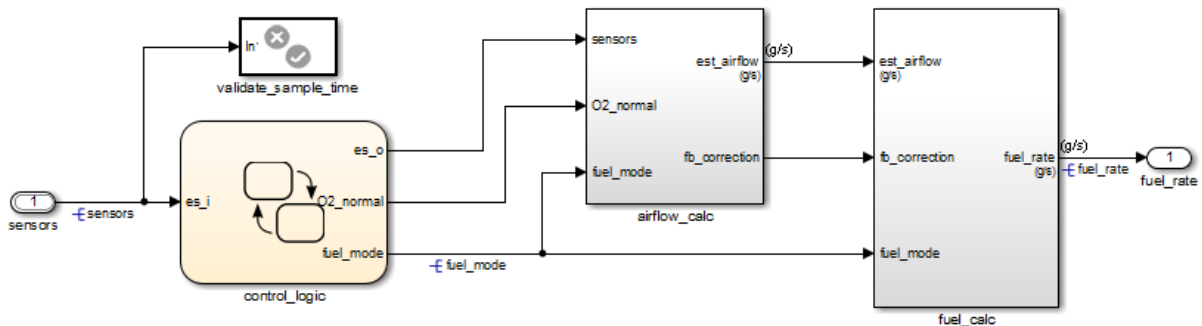 In'
validate_sample_time
1
sensors
sensors
es_i
es_o
O2_normal
fuel_mode
control_logic
fuel_mode
sensors
O2_normal
fuel_mode
est_airflow
(g/s)
fb_correction
airflow_calc
(g/s)
est_airflow
(g/s)
fb_correction
fuel_mode
fuel_rate
(g/s)
fuel_calc
(g/s)
fuel_rate
1
fuel_rate